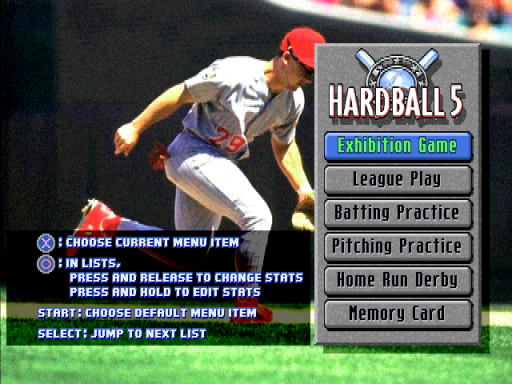 HARDBALL 5
Exhibition Game
League Play
Batting Practice
Pitching Practice
Home Run Derby
Memory Card
29
: CHOOSE CURRENT MENU ITEM
: IN LISTS,
PRESS AND RELEASE TO CHANGE STATS
PRESS AND HOLD TO EDIT STATS
START: CHOOSE DEFAULT MENU ITEM
SELECT: JUMP TO NEXT LIST